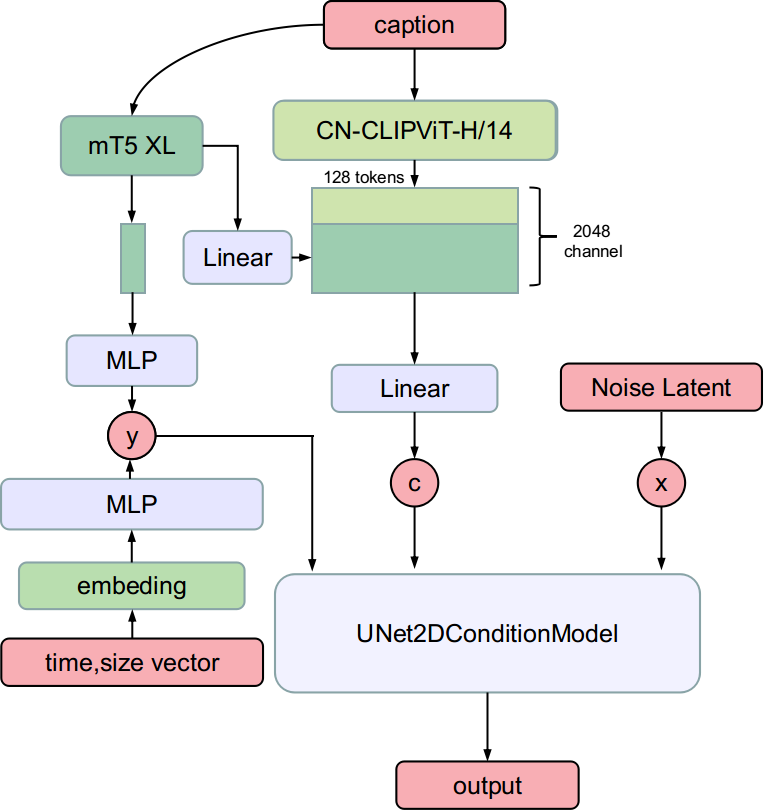 caption
mT5 XL
CN-CLIPViT-H/14
128 tokens
2048
channel
Linear
MLP
Linear
Noise Latent
y
c
x
MLP
embeding
UNet2DConditionModel
time,size vector
output